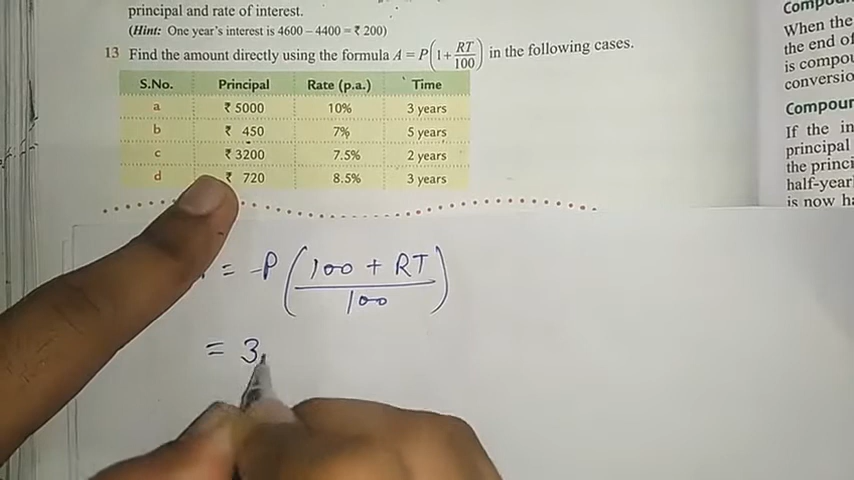 principal and rate of interest.
(Hint: One year's interest is 4600 – 4400 = ₹ 200)
13 Find the amount directly using the formula A = P(1+RT/100) in the following cases.
S.No. Principal Rate (p.a.) Time
a ₹ 5000 10% 3 years
b ₹ 450 7% 5 years
c ₹ 3200 7.5% 2 years
d ₹ 720 8.5% 3 years
= P (100 + RT / 100)
= 3
When the
the end of
is compou
conversio
Compoun
If the in
principal
the princi
half-year
is now ha